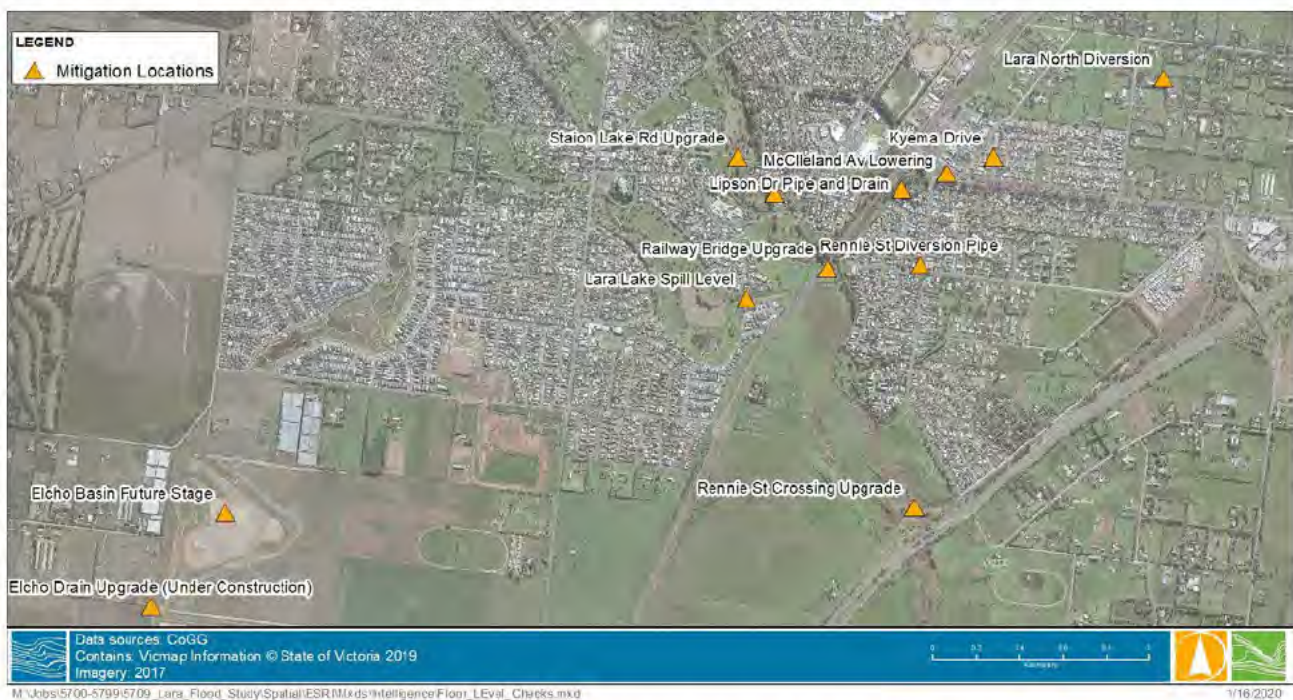 LEGEND
Mitigation Locations
Lara North Diversion
Staion Lake Rd Upgrade
Kyema Drive
McClleland Av Lowering
Lipson Dr Pipe and Drain
Railway Bridge Upgrade
Rennie St Diversion Pipe
Lara Lake Spill Level
Rennie St Crossing Upgrade
Elcho Basin Future Stage
Elcho Drain Upgrade (Under Construction)
Data sources: CoGG
Contains: Vicmap Information © State of Victoria 2019
Imagery: 2017
M:\Jobs\5700-5799\5709_Lara_Flood_Study\Spatial\ESRI\Mxds\Intelligence\Floor_LEval_Checks.mxd
1/16/2020